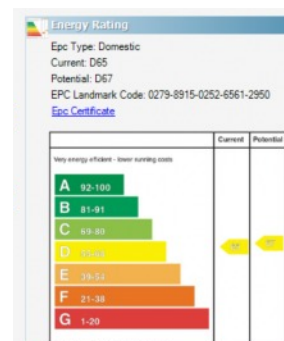 Energy Rating
Epc Type: Domestic
Current: D65
Potential: D67
EPC Landmark Code: 0279-8915-0252-6561-2950
Epc Certificate
Current Potential
Very energy efficient - lower running costs
A 92-100
B 81-91
C 69-80
D
E 39-54
F 21-38
G 1-20